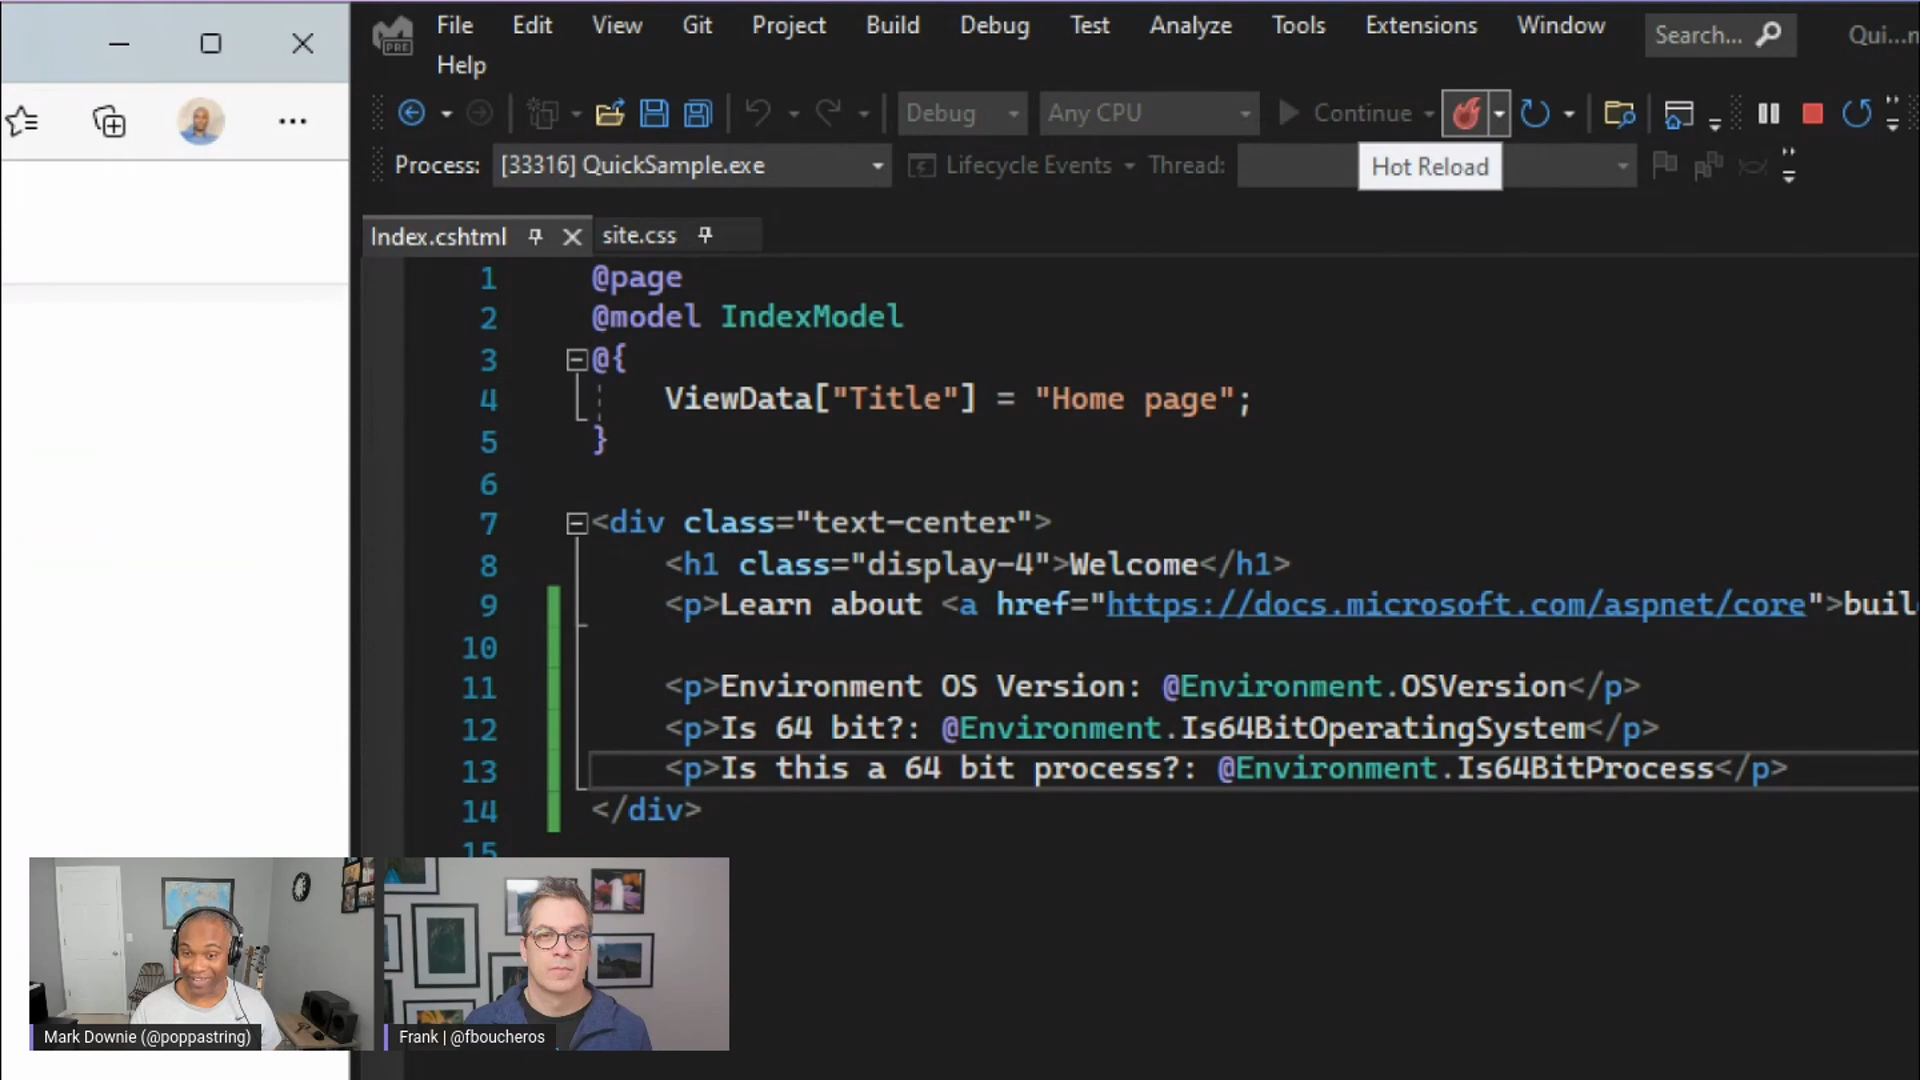 File Edit View Git Project Build Debug Test Analyze Tools Extensions Window Search... Qui...n
Help
PRE
Debug Any CPU Continue
Process: [33316] QuickSample.exe Lifecycle Events Thread: Hot Reload
Index.cshtml site.css
1 @page
2 @model IndexModel
3 @{
4 ViewData["Title"] = "Home page";
5 }
6
7 <div class="text-center">
8 <h1 class="display-4">Welcome</h1>
9 <p>Learn about <a href="https://docs.microsoft.com/aspnet/core">buil
10
11 <p>Environment OS Version: @Environment.OSVersion</p>
12 <p>Is 64 bit?: @Environment.Is64BitOperatingSystem</p>
13 <p>Is this a 64 bit process?: @Environment.Is64BitProcess</p>
14 </div>
15
Mark Downie (@poppastring)
Frank | @fboucheros